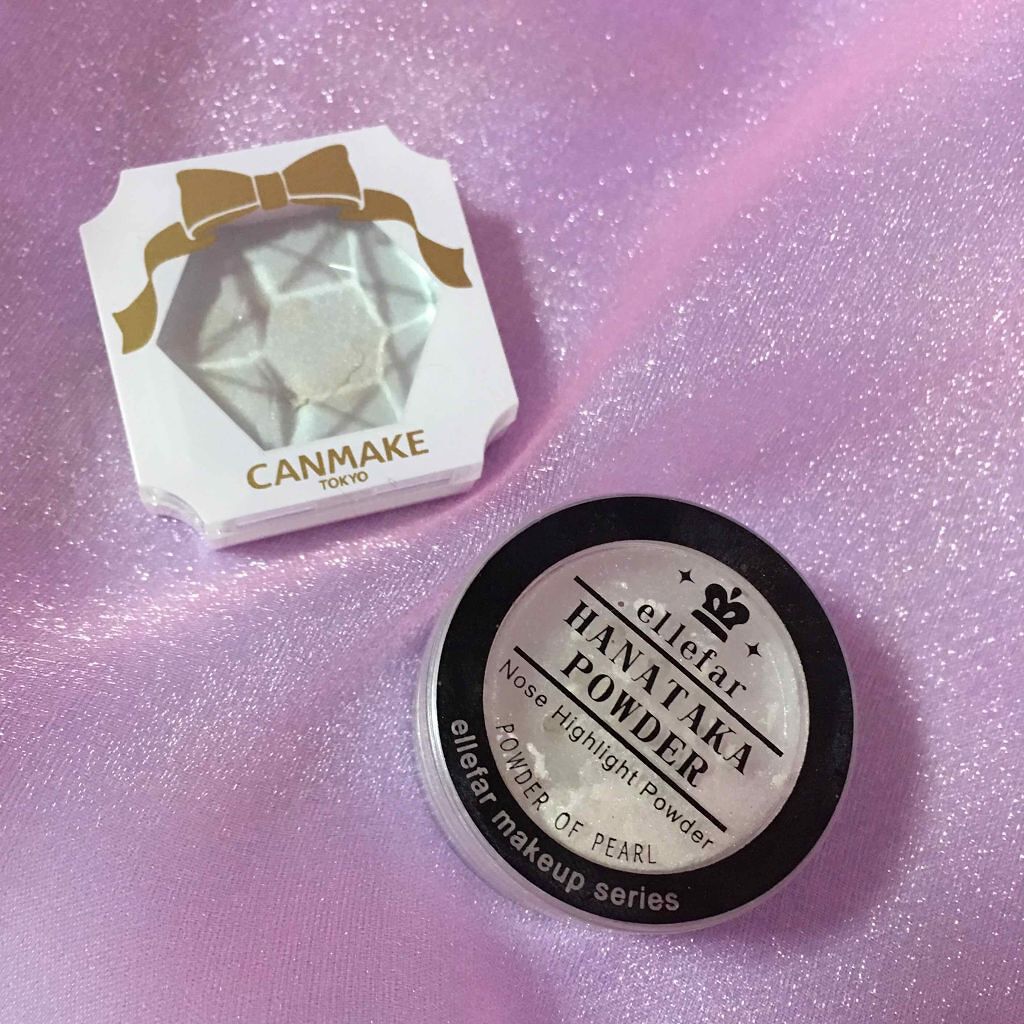 CANMAKE
TOKYO
ellefar
HANATAKA
POWDER
Nose Highlight Powder
POWDER OF PEARL
ellefar makeup series